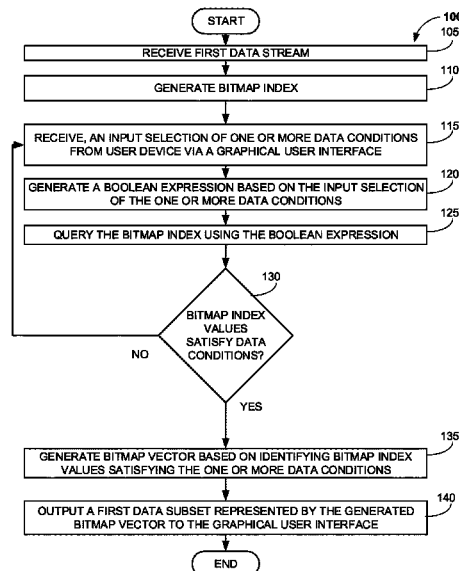 START
100
105
RECEIVE FIRST DATA STREAM
110
GENERATE BITMAP INDEX
115
RECEIVE, AN INPUT SELECTION OF ONE OR MORE DATA CONDITIONS
FROM USER DEVICE VIA A GRAPHICAL USER INTERFACE
120
GENERATE A BOOLEAN EXPRESSION BASED ON THE INPUT SELECTION
OF THE ONE OR MORE DATA CONDITIONS
125
QUERY THE BITMAP INDEX USING THE BOOLEAN EXPRESSION
130
BITMAP INDEX
VALUES
SATISFY DATA
CONDITIONS?
NO
YES
135
GENERATE BITMAP VECTOR BASED ON IDENTIFYING BITMAP INDEX
VALUES SATISFYING THE ONE OR MORE DATA CONDITIONS
140
OUTPUT A FIRST DATA SUBSET REPRESENTED BY THE GENERATED
BITMAP VECTOR TO THE GRAPHICAL USER INTERFACE
END